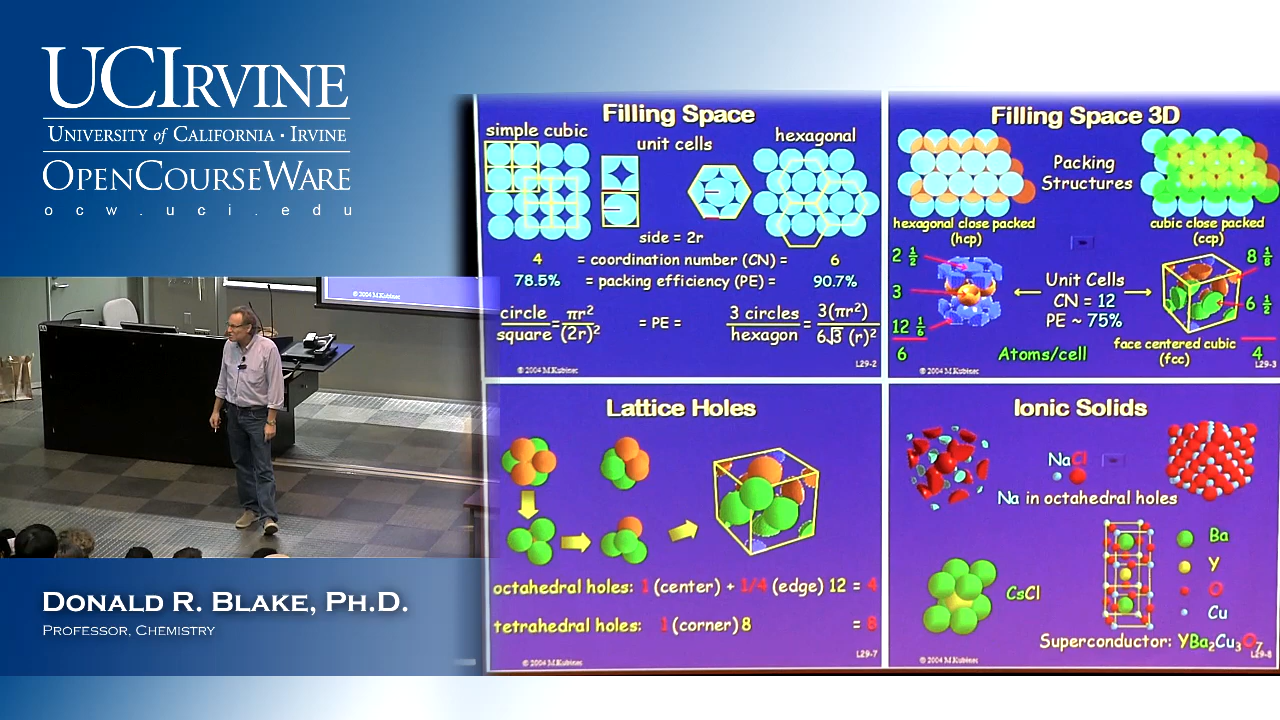 UCIRVINE
UNIVERSITY of CALIFORNIA • IRVINE
OPENCOURSEWARE
ocw.uci.edu
© 2004 M.Kubinec
DONALD R. BLAKE, PH.D.
PROFESSOR, CHEMISTRY
Filling Space
simple cubic
unit cells
hexagonal
side = 2r
4 = coordination number (CN) = 6
78.5% = packing efficiency (PE) = 90.7%
circle πr² = PE = 3 circles 3(πr²)
square = (2r)² hexagon = 6√3 (r)²
© 2004 M.Kubinec
L29-2
Filling Space 3D
Packing
Structures
hexagonal close packed
(hcp)
cubic close packed
(ccp)
2 ½
3
12 ⅙
6
Unit Cells
CN = 12
PE ~ 75%
Atoms/cell
8 ⅛
6 ½
4
face centered cubic
(fcc)
© 2004 M.Kubinec
L29-3
Lattice Holes
octahedral holes: 1 (center) + 1/4 (edge) 12 = 4
tetrahedral holes: 1 (corner) 8 = 8
© 2004 M.Kubinec
L29-7
Ionic Solids
NaCl
Na in octahedral holes
CsCl
Ba
Y
O
Cu
Superconductor: YBa₂Cu₃O₇
© 2004 M.Kubinec
L29-8